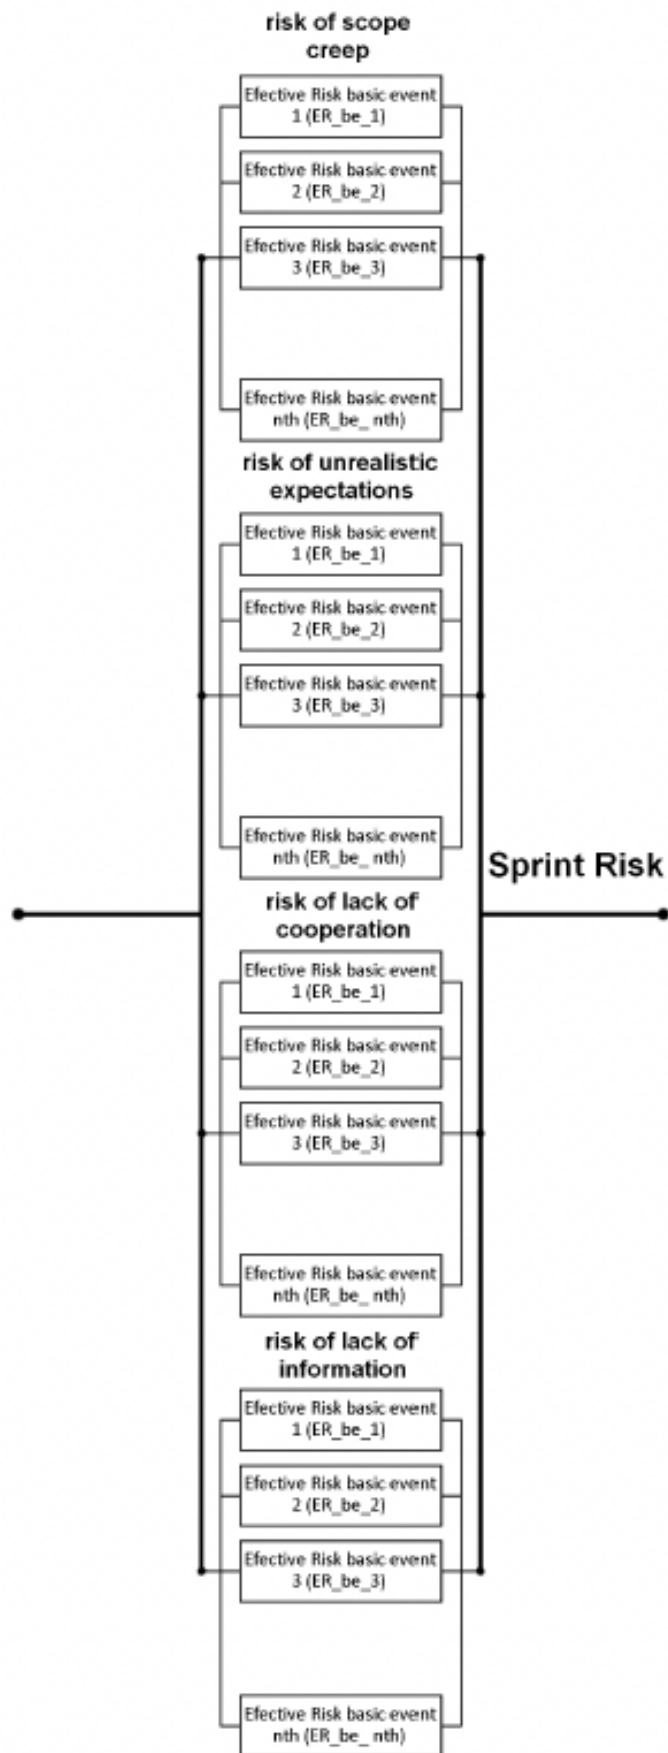 risk of scope
creep
Efective Risk basic event
1 (ER_be_1)
Efective Risk basic event
2 (ER_be_2)
Efective Risk basic event
3 (ER_be_3)
Efective Risk basic event
nth (ER_be_ nth)
risk of unrealistic
expectations
Efective Risk basic event
1 (ER_be_1)
Efective Risk basic event
2 (ER_be_2)
Efective Risk basic event
3 (ER_be_3)
Efective Risk basic event
nth (ER_be_ nth)
Sprint Risk
risk of lack of
cooperation
Efective Risk basic event
1 (ER_be_1)
Efective Risk basic event
2 (ER_be_2)
Efective Risk basic event
3 (ER_be_3)
Efective Risk basic event
nth (ER_be_ nth)
risk of lack of
information
Efective Risk basic event
1 (ER_be_1)
Efective Risk basic event
2 (ER_be_2)
Efective Risk basic event
3 (ER_be_3)
Efective Risk basic event
nth (ER_be_ nth)